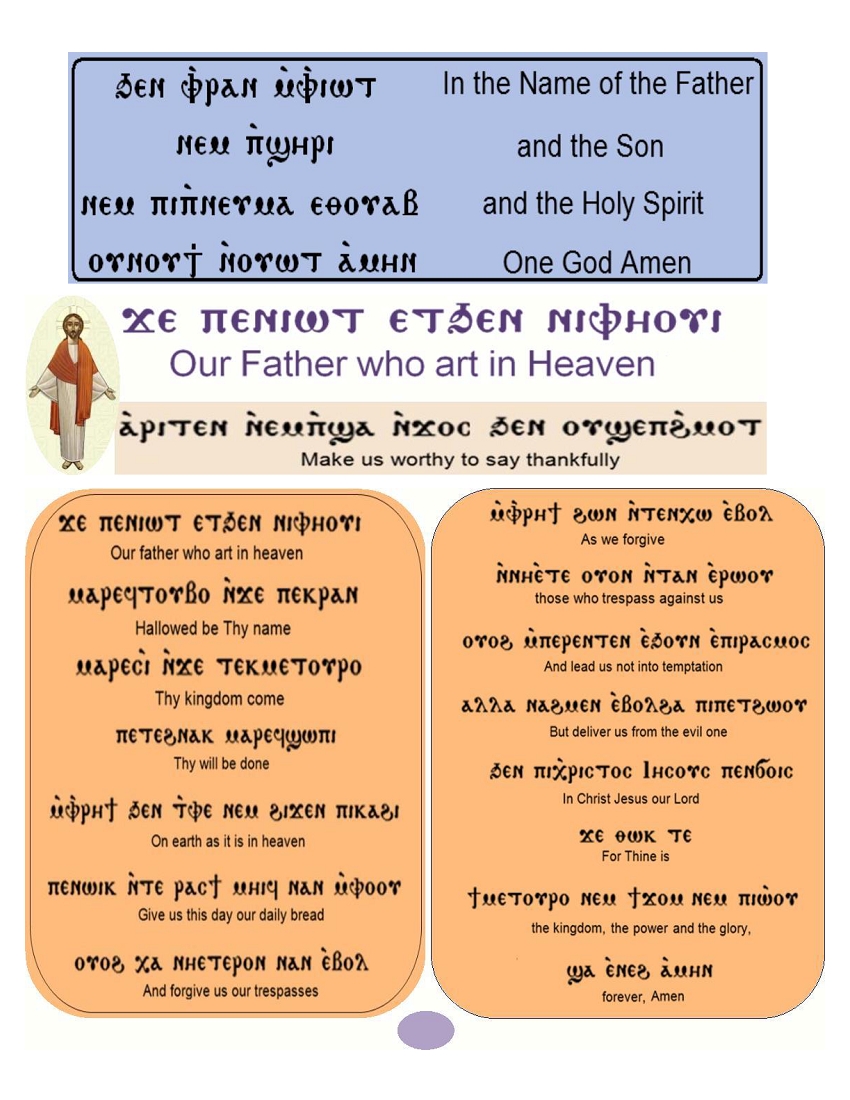 ϧⲉⲛ ⲫ̀ⲣⲁⲛ ⲙ̀ⲫ̀ⲓⲱⲧ In the Name of the Father
ⲛⲉⲙ ⲡ̀ϣⲏⲣⲓ and the Son
ⲛⲉⲙ ⲡⲓⲡ̀ⲛⲉⲩⲙⲁ ⲉⲑⲟⲩⲁⲃ and the Holy Spirit
ⲟⲩⲛⲟⲩϯ ⲛ̀ⲟⲩⲱⲧ ⲁ̀ⲙⲏⲛ One God Amen
ϫⲉ ⲡⲉⲛⲓⲱⲧ ⲉⲧϧⲉⲛ ⲛⲓⲫⲏⲟⲩⲓ
Our Father who art in Heaven
ⲁ̀ⲣⲓⲧⲉⲛ ⲛ̀ⲉⲙⲡ̀ϣⲁ ⲛ̀ϫⲟⲥ ϧⲉⲛ ⲟⲩϣⲉⲡϩ̀ⲙⲟⲧ
Make us worthy to say thankfully
ϫⲉ ⲡⲉⲛⲓⲱⲧ ⲉⲧϧⲉⲛ ⲛⲓⲫⲏⲟⲩⲓ
Our father who art in heaven
ⲙⲁⲣⲉϥⲧⲟⲩⲃⲟ ⲛ̀ϫⲉ ⲡⲉⲕⲣⲁⲛ
Hallowed be Thy name
ⲙⲁⲣⲉⲥⲓ̀ ⲛ̀ϫⲉ ⲧⲉⲕⲙⲉⲧⲟⲩⲣⲟ
Thy kingdom come
ⲡⲉⲧⲉϩⲛⲁⲕ ⲙⲁⲣⲉϥϣⲱⲡⲓ
Thy will be done
ⲙ̀ⲫ̀ⲣⲏϯ ϧⲉⲛ ⲧ̀ⲫⲉ ⲛⲉⲙ ϩⲓϫⲉⲛ ⲡⲓⲕⲁϩⲓ
On earth as it is in heaven
ⲡⲉⲛⲱⲓⲕ ⲛ̀ⲧⲉ ⲣⲁⲥϯ ⲙⲏⲓϥ ⲛⲁⲛ ⲙ̀ⲫⲟⲟⲩ
Give us this day our daily bread
ⲟⲩⲟϩ ⲭⲁ ⲛⲏⲉⲧⲉⲣⲟⲛ ⲛⲁⲛ ⲉ̀ⲃⲟⲗ
And forgive us our trespasses
ⲙ̀ⲫ̀ⲣⲏϯ ϩⲱⲛ ⲛ̀ⲧⲉⲛⲭⲱ ⲉ̀ⲃⲟⲗ
As we forgive
ⲛ̀ⲛⲏⲉ̀ⲧⲉ ⲟⲩⲟⲛ ⲛ̀ⲧⲁⲛ ⲉ̀ⲣⲱⲟⲩ
those who trespass against us
ⲟⲩⲟϩ ⲙ̀ⲡⲉⲣⲉⲛⲧⲉⲛ ⲉ̀ϧⲟⲩⲛ ⲉ̀ⲡⲓⲣⲁⲥⲙⲟⲥ
And lead us not into temptation
ⲁⲗⲗⲁ ⲛⲁϩⲙⲉⲛ ⲉ̀ⲃⲟⲗϩⲁ ⲡⲓⲡⲉⲧϩⲱⲟⲩ
But deliver us from the evil one
ϧⲉⲛ ⲡⲓⲭ̀ⲣⲓⲥⲧⲟⲥ Ⲓⲏⲥⲟⲩⲥ ⲡⲉⲛϭⲟⲓⲥ
In Christ Jesus our Lord
ϫⲉ ⲑⲱⲕ ⲧⲉ
For Thine is
ϯⲙⲉⲧⲟⲩⲣⲟ ⲛⲉⲙ ϯϫⲟⲙ ⲛⲉⲙ ⲡⲓⲱ̀ⲟⲩ
the kingdom, the power and the glory,
ϣⲁ ⲉ̀ⲛⲉϩ ⲁ̀ⲙⲏⲛ
forever, Amen